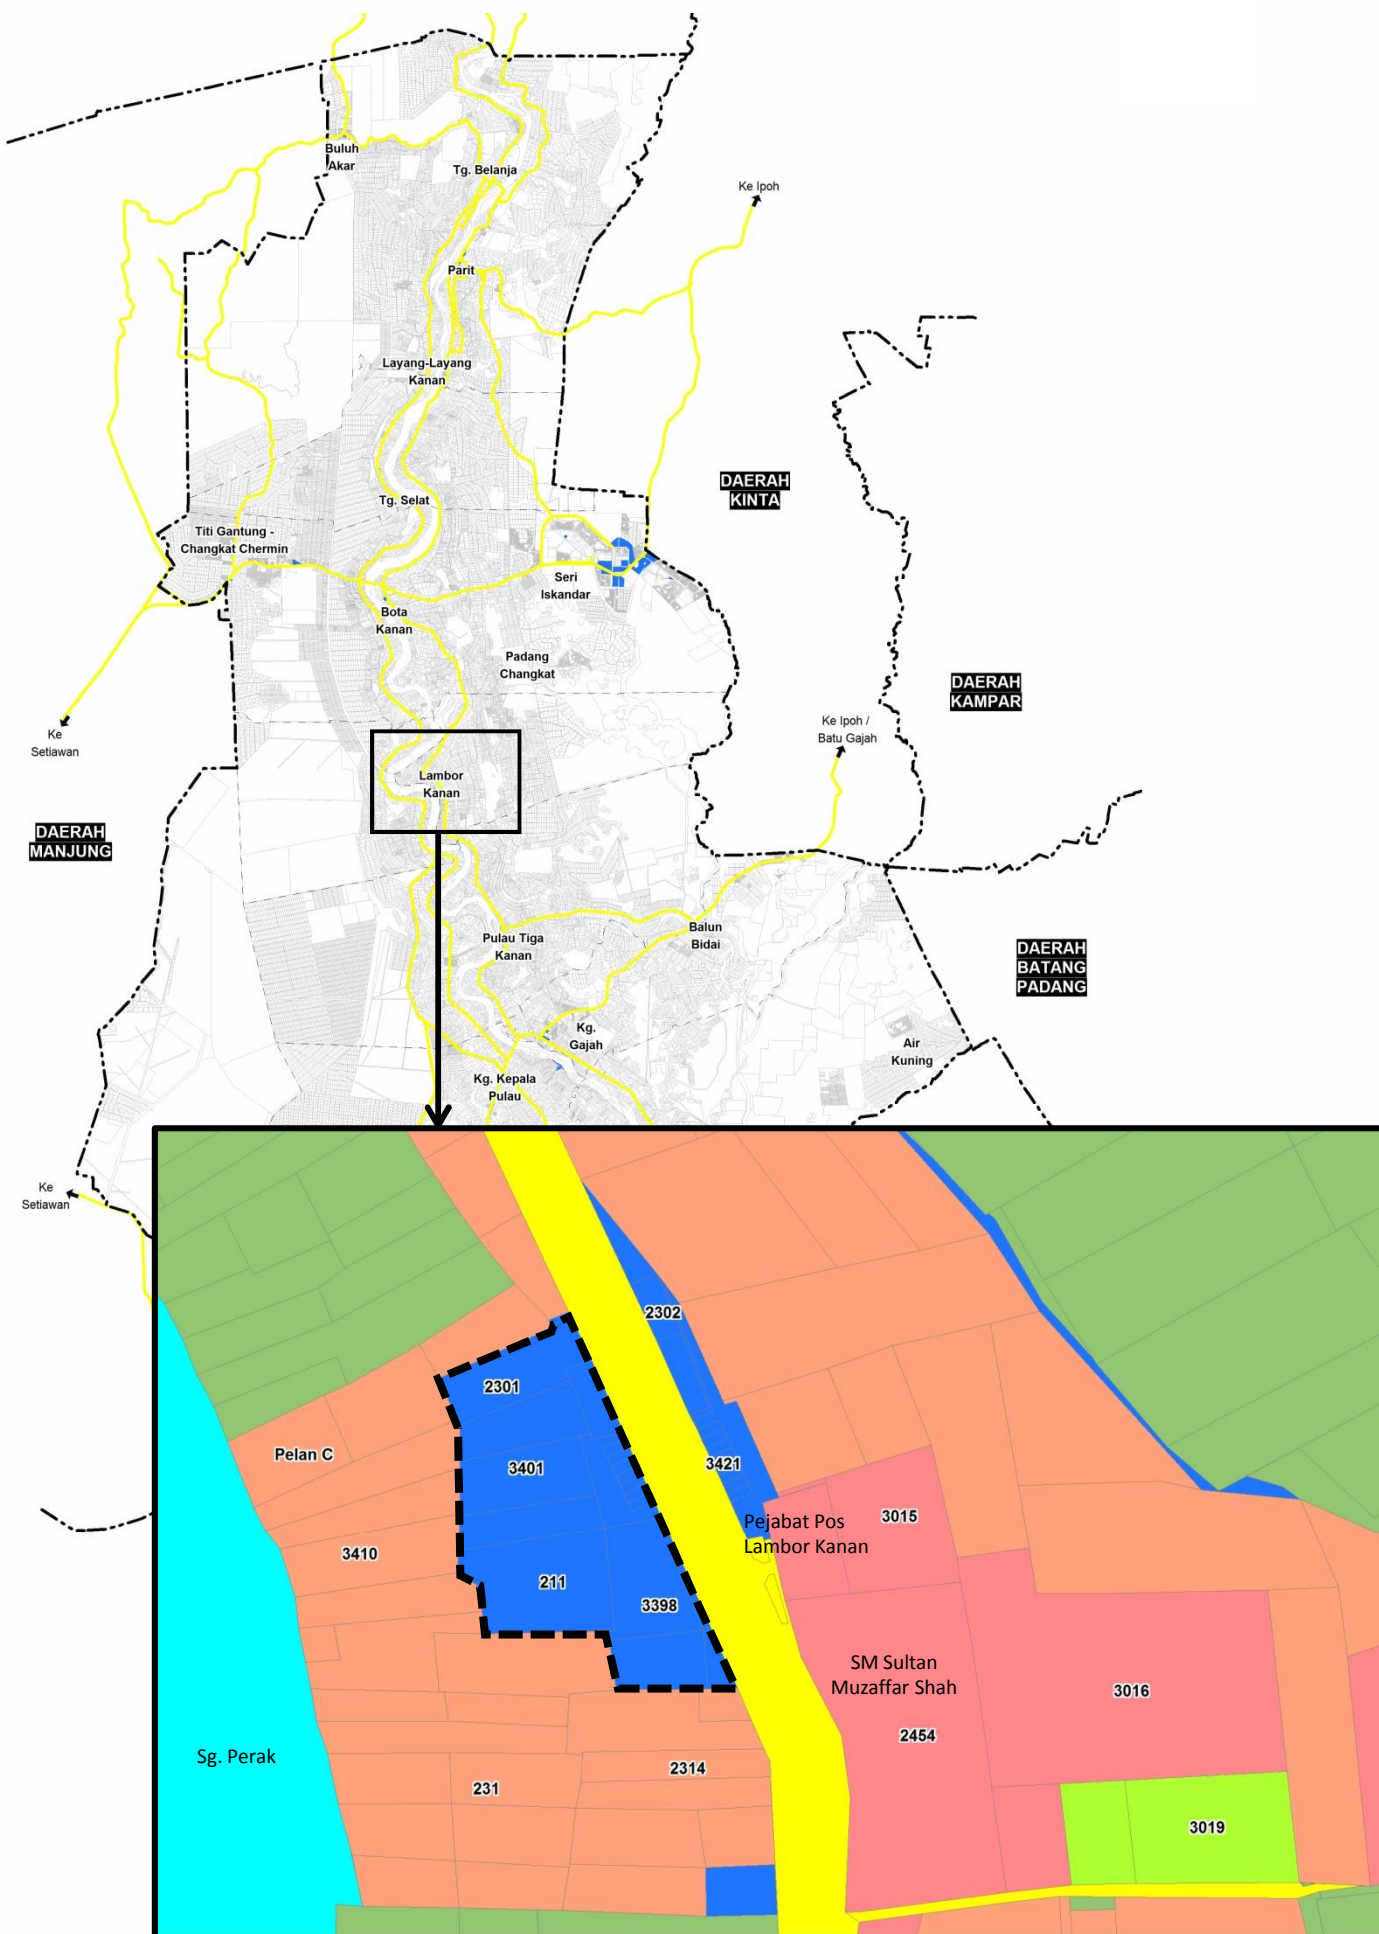 Buluh
Akar
Tg. Belanja
Ke Ipoh
Parit
Layang-Layang
Kanan
DAERAH
KINTA
Tg. Selat
Titi Gantung -
Changkat Chermin
Seri
Iskandar
Bota
Kanan
Padang
Changkat
DAERAH
KAMPAR
Ke
Setiawan
Ke Ipoh /
Batu Gajah
Lambor
Kanan
DAERAH
MANJUNG
Balun
Bidai
Pulau Tiga
Kanan
DAERAH
BATANG
PADANG
Kg.
Gajah
Air
Kuning
Kg. Kepala
Pulau
Ke
Setiawan
2302
2301
Pelan C
3401
3421
3015
Pejabat Pos
Lambor Kanan
3410
211
3398
SM Sultan
Muzaffar Shah
3016
2454
Sg. Perak
2314
231
3019